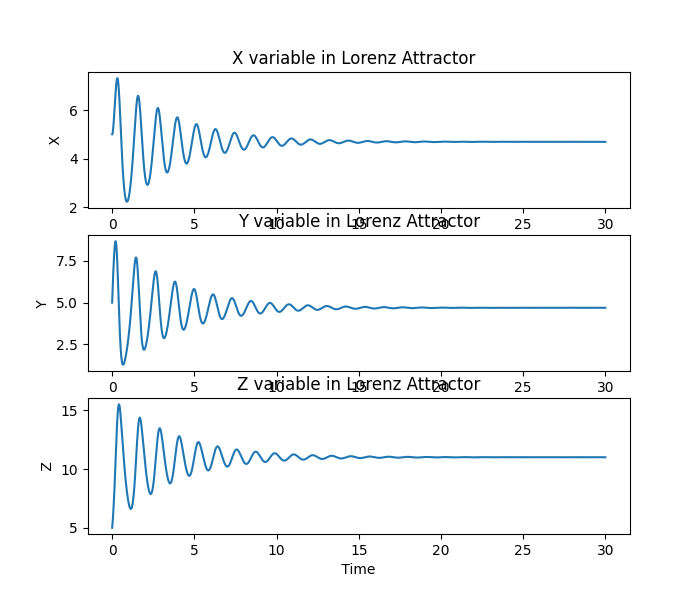 X variable in Lorenz Attractor
6
4
2
X
0 5 10 15 20 25 30
Y variable in Lorenz Attractor
7.5
5.0
2.5
Y
0 5 10 15 20 25 30
Z variable in Lorenz Attractor
15
10
5
Z
0 5 10 15 20 25 30
Time